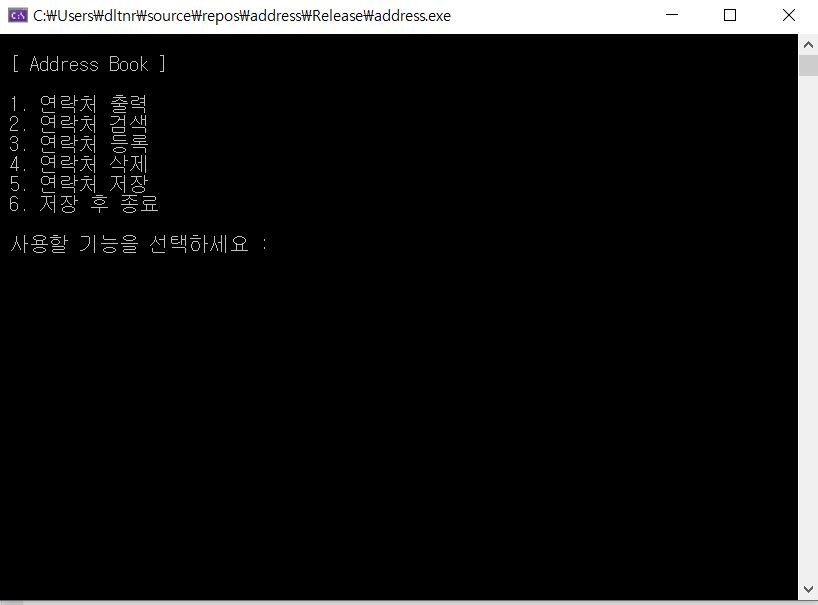 C:₩Users₩dltnr₩source₩repos₩address₩Release₩address.exe
[ Address Book ]
1. 연락처 출력
2. 연락처 검색
3. 연락처 등록
4. 연락처 삭제
5. 연락처 저장
6. 저장 후 종료
사용할 기능을 선택하세요 :